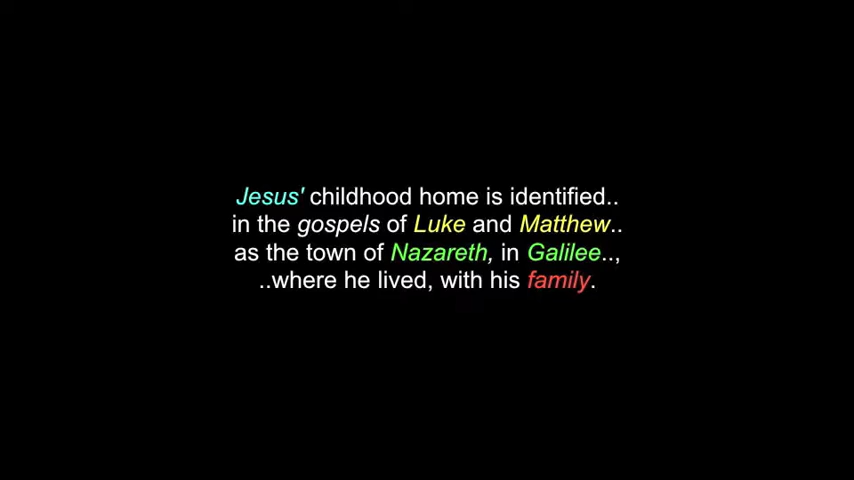 Jesus' childhood home is identified..
in the gospels of Luke and Matthew..
as the town of Nazareth, in Galilee..,
..where he lived, with his family.